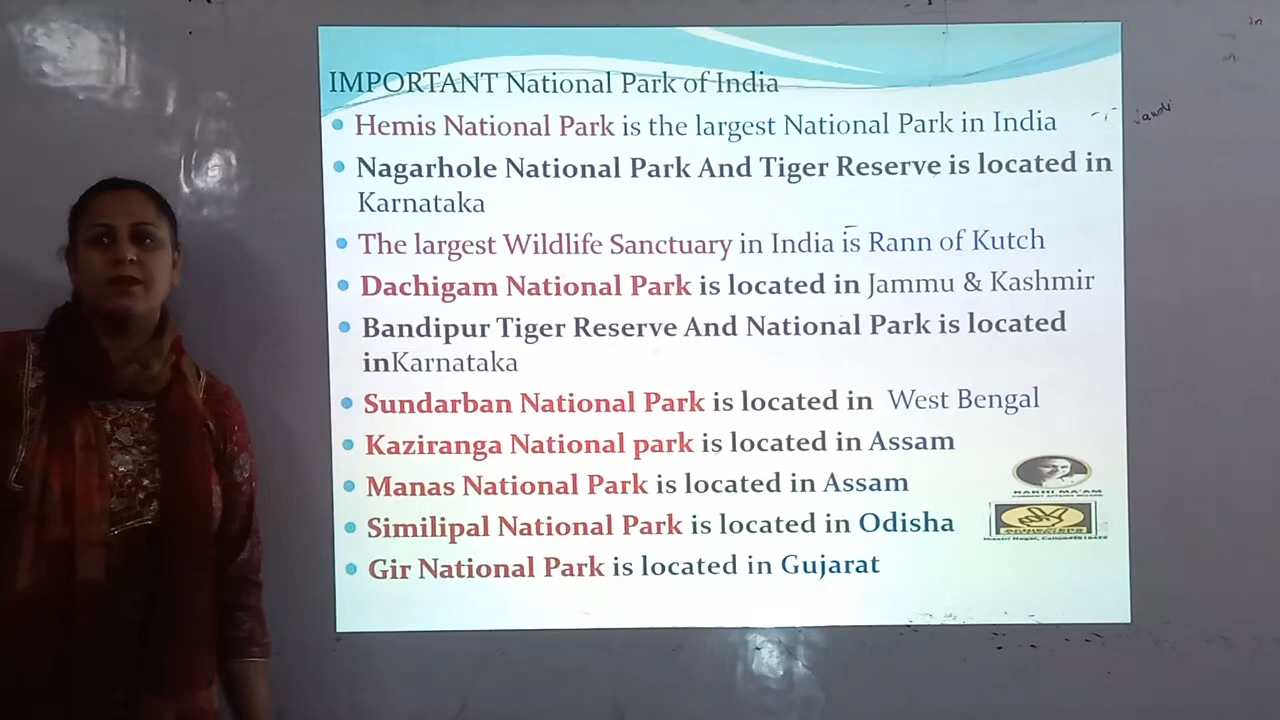 IMPORTANT National Park of India
Hemis National Park is the largest National Park in India
Nagarhole National Park And Tiger Reserve is located in
Karnataka
The largest Wildlife Sanctuary in India is Rann of Kutch
Dachigam National Park is located in Jammu & Kashmir
Bandipur Tiger Reserve And National Park is located
inKarnataka
Sundarban National Park is located in West Bengal
Kaziranga National park is located in Assam
Manas National Park is located in Assam
RAKHI MA'AM
Similipal National Park is located in Odisha
Gir National Park is located in Gujarat